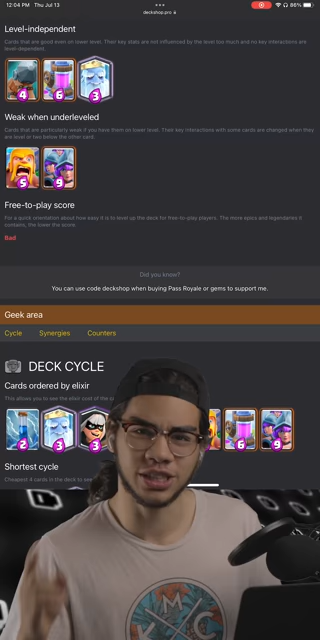 12:04 PM Thu Jul 13
86%
deckshop.pro
Level-independent
Cards that are good even on lower level. Their key stats are not influenced by the level too much and no key interactions are
level-dependent.
4
6
3
Weak when underleveled
Cards that are particularly weak if you have them on lower level. Their key interactions with some cards are changed when they
are level or two below the other card.
5
9
Free-to-play score
For a quick orientation about how easy it is to level up the deck for free-to-play players. The more epics and legendaries it
contains, the lower the score.
Bad
Did you know?
You can use code deckshop when buying Pass Royale or gems to support me.
Geek area
Cycle Synergies Counters
DECK CYCLE
Cards ordered by elixir
This allows you to see the elixir cost of the
2
3
3
6
9
Shortest cycle
Cheapest 4 cards in the deck to see
K M C